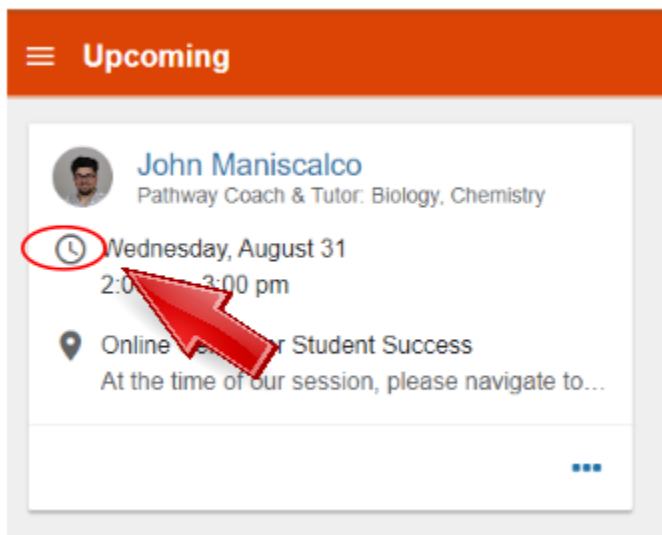 Upcoming
John Maniscalco
Pathway Coach & Tutor: Biology, Chemistry
Wednesday, August 31
3:00 pm
Online Student Success
At the time of our session, please navigate to...